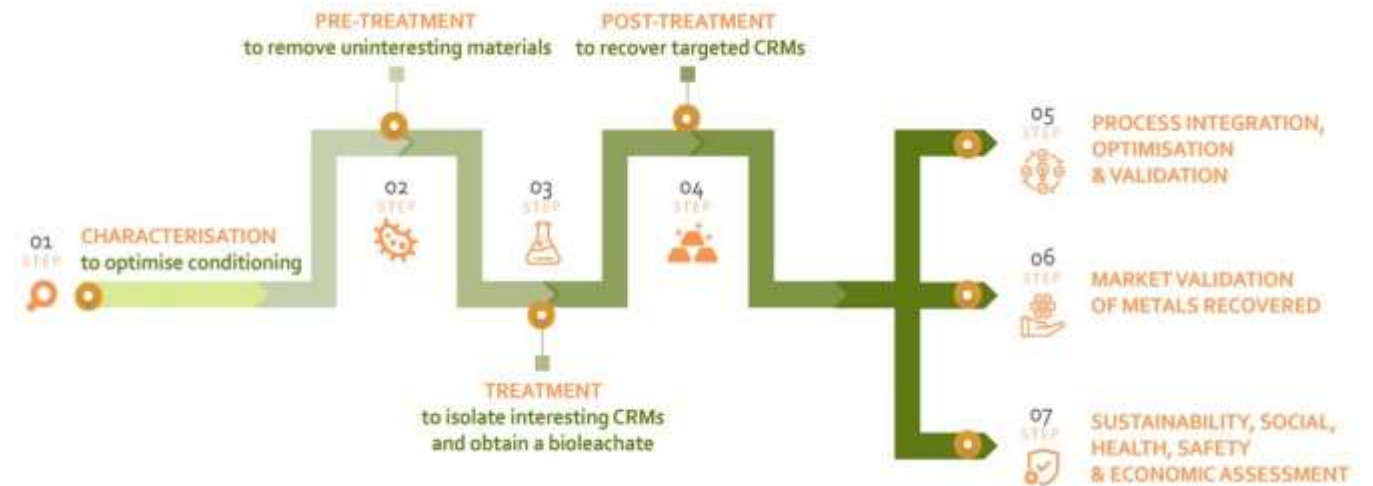 01
STEP
CHARACTERISATION
to optimise conditioning
PRE-TREATMENT
to remove uninteresting materials
02
STEP
03
STEP
TREATMENT
to isolate interesting CRMs
and obtain a bioleachate
POST-TREATMENT
to recover targeted CRMs
04
STEP
05
STEP
PROCESS INTEGRATION,
OPTIMISATION
& VALIDATION
06
STEP
MARKET VALIDATION
OF METALS RECOVERED
07
STEP
SUSTAINABILITY, SOCIAL,
HEALTH, SAFETY
& ECONOMIC ASSESSMENT